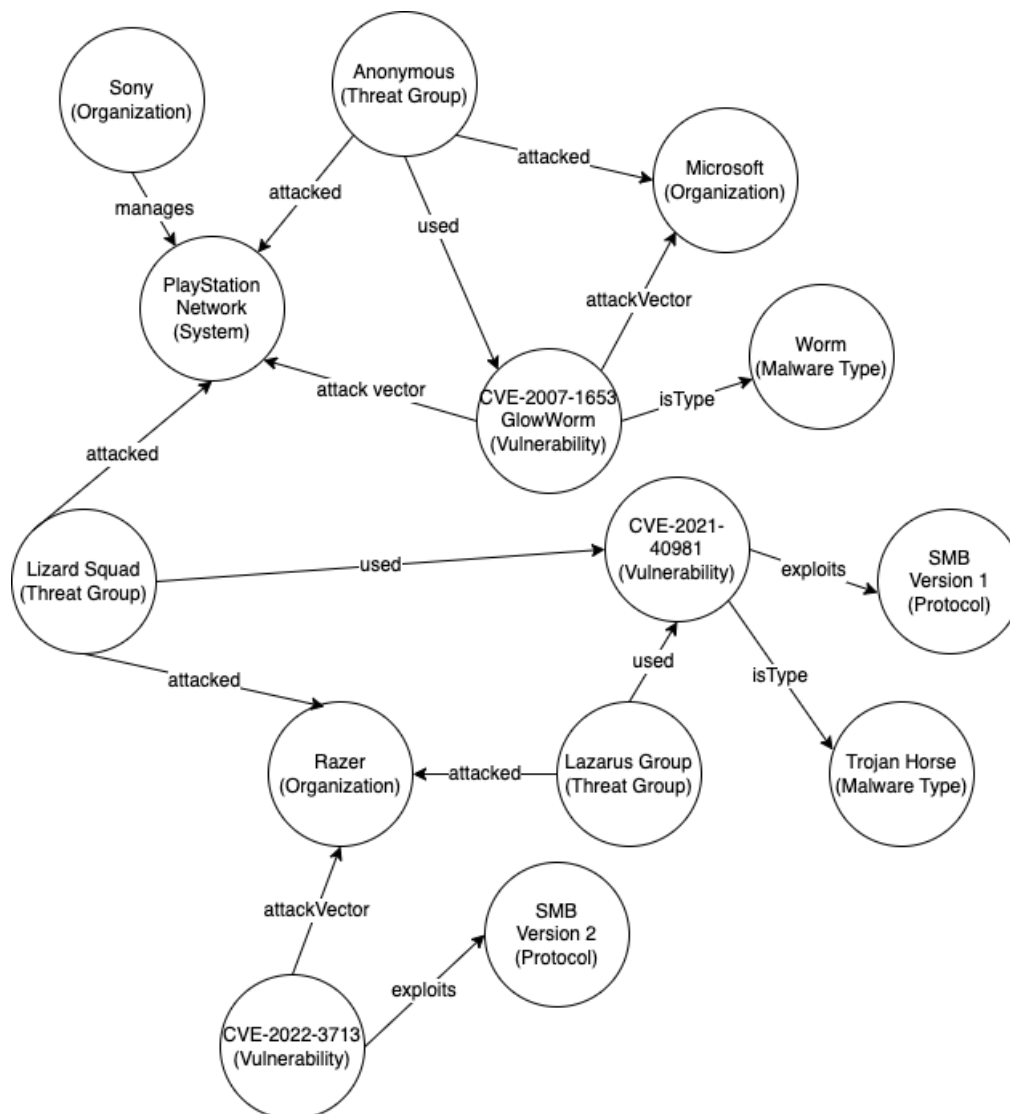 Sony
(Organization)
Anonymous
(Threat Group)
attacked
Microsoft
(Organization)
manages
attacked
used
PlayStation
Network
(System)
attackVector
Worm
(Malware Type)
attack vector
CVE-2007-1653
GlowWorm
(Vulnerability)
isType
attacked
CVE-2021-
40981
(Vulnerability)
Lizard Squad
(Threat Group)
used
exploits
SMB
Version 1
(Protocol)
attacked
used
isType
Razer
(Organization)
attacked
Lazarus Group
(Threat Group)
Trojan Horse
(Malware Type)
attackVector
SMB
Version 2
(Protocol)
exploits
CVE-2022-3713
(Vulnerability)